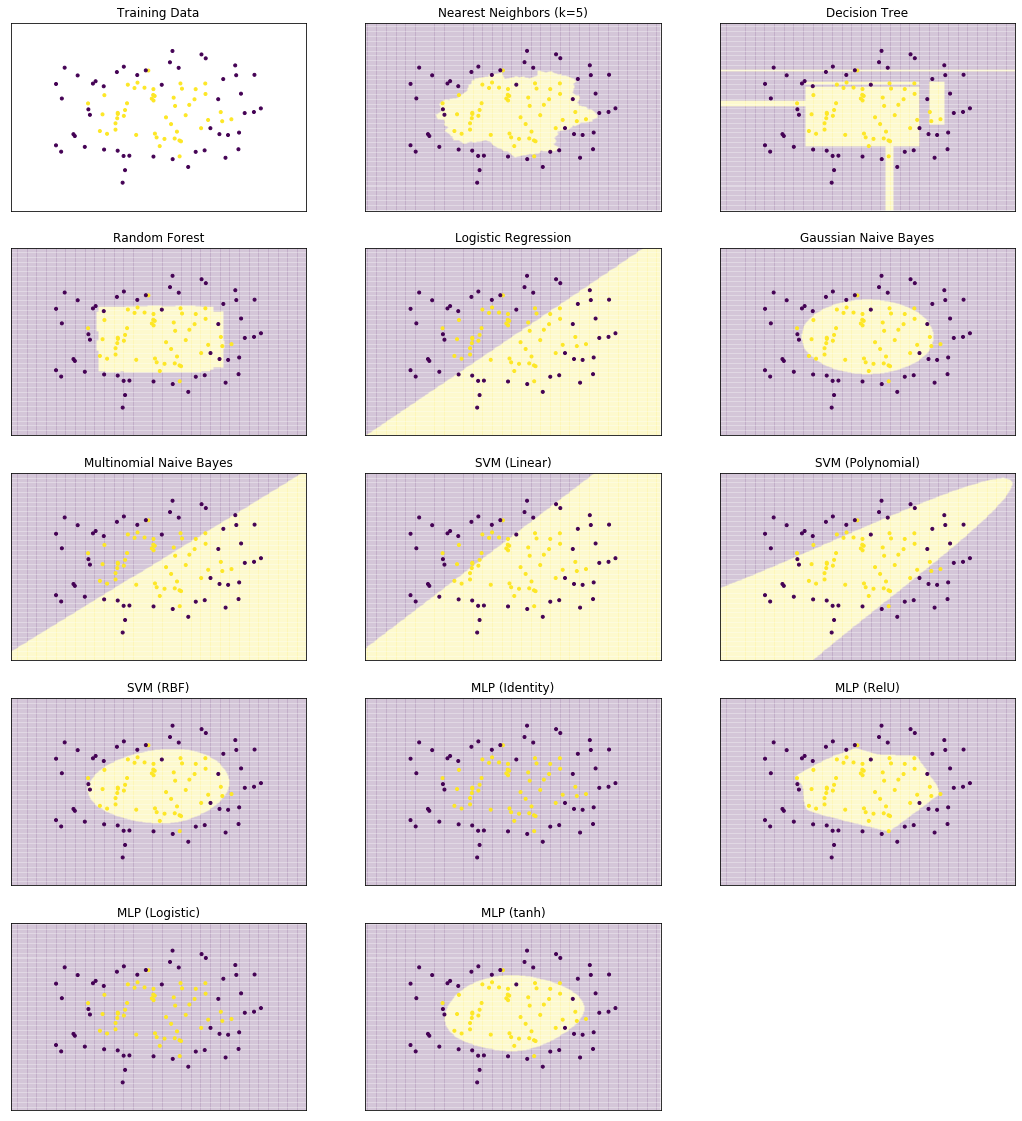 Training Data
Nearest Neighbors (k=5)
Decision Tree
Random Forest
Logistic Regression
Gaussian Naive Bayes
Multinomial Naive Bayes
SVM (Linear)
SVM (Polynomial)
SVM (RBF)
MLP (Identity)
MLP (RelU)
MLP (Logistic)
MLP (tanh)